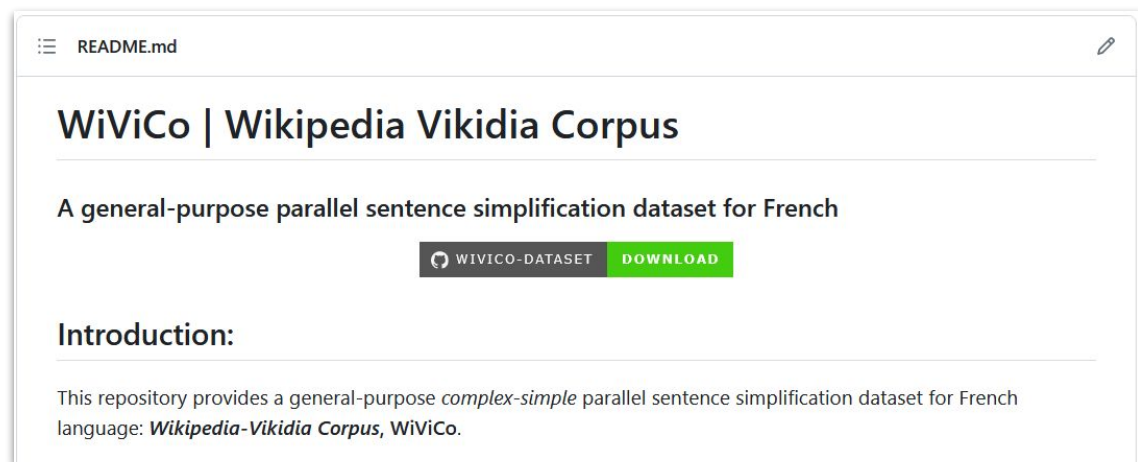 README.md
WiViCo | Wikipedia Vikidia Corpus
A general-purpose parallel sentence simplification dataset for French
WIVICO-DATASET DOWNLOAD
Introduction:
This repository provides a general-purpose complex-simple parallel sentence simplification dataset for French
language: Wikipedia-Vikidia Corpus, WiViCo.